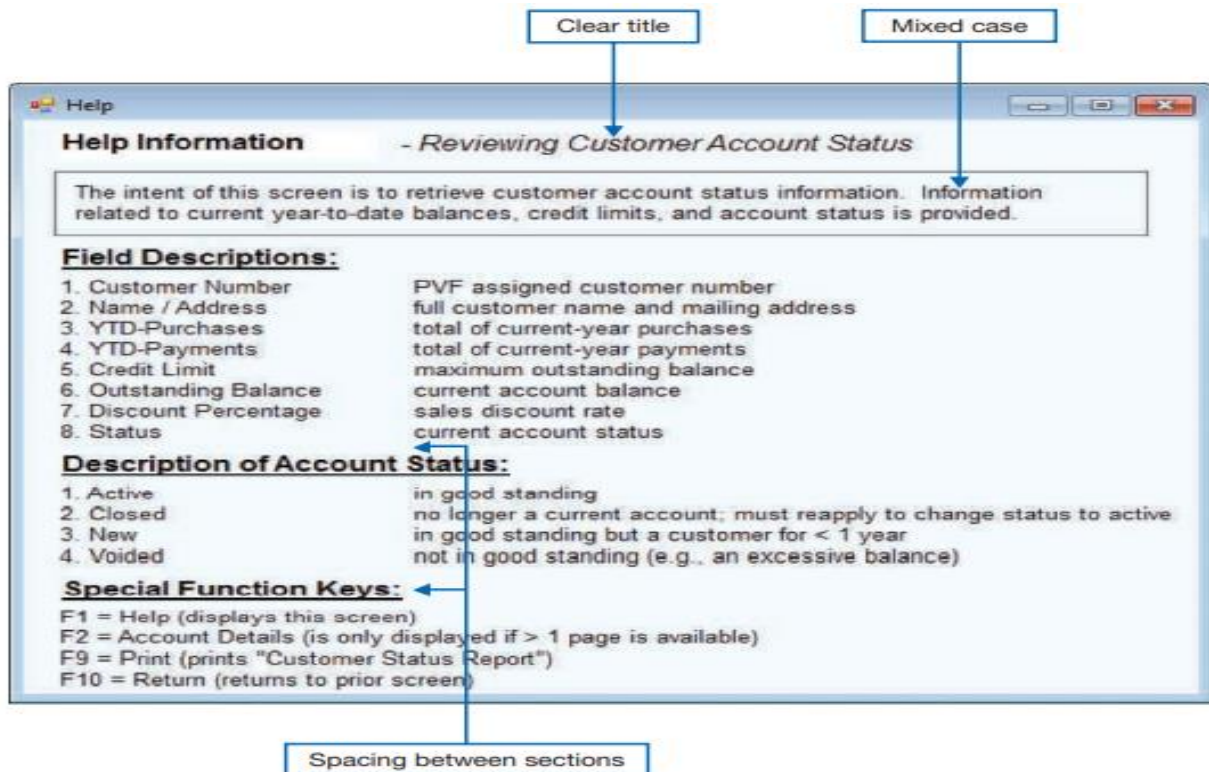 Clear title
Mixed case
Help
Help Information - Reviewing Customer Account Status
The intent of this screen is to retrieve customer account status information. Information
related to current year-to-date balances, credit limits, and account status is provided.
Field Descriptions:
1. Customer Number PVF assigned customer number
2. Name / Address full customer name and mailing address
3. YTD-Purchases total of current-year purchases
4. YTD-Payments total of current-year payments
5. Credit Limit maximum outstanding balance
6. Outstanding Balance current account balance
7. Discount Percentage sales discount rate
8. Status current account status
Description of Account Status:
1. Active in good standing
2. Closed no longer a current account; must reapply to change status to active
3. New in good standing but a customer for < 1 year
4. Voided not in good standing (e.g., an excessive balance)
Special Function Keys:
F1 = Help (displays this screen)
F2 = Account Details (is only displayed if > 1 page is available)
F9 = Print (prints "Customer Status Report")
F10 = Return (returns to prior screen)
Spacing between sections